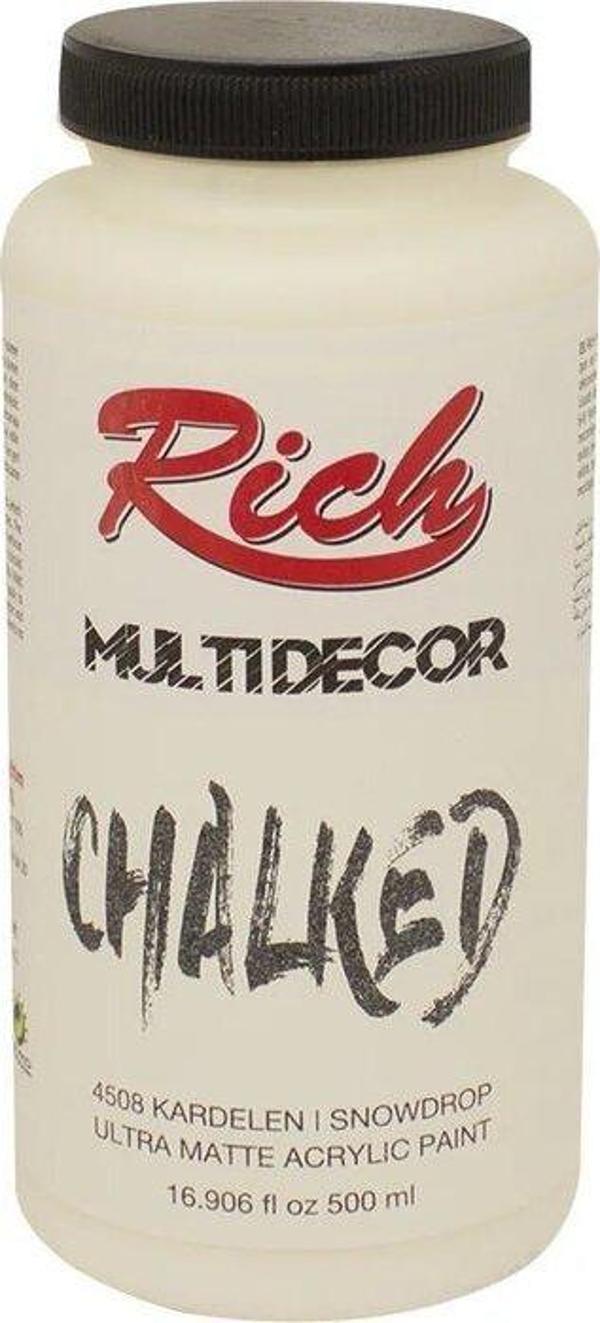 Rich
MULTIDECOR
CHALKED
4508 KARDELEN | SNOWDROP
ULTRA MATTE ACRYLIC PAINT
16.906 fl oz 500 ml